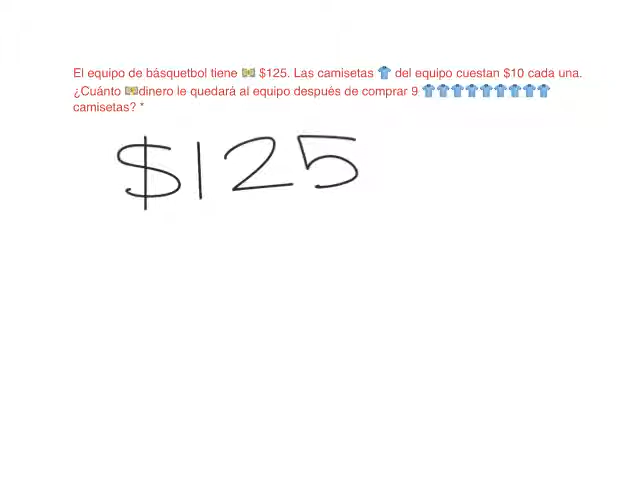 El equipo de básquetbol tiene 💵 $125. Las camisetas 👕 del equipo cuestan $10 cada una.
¿Cuánto 💵dinero le quedará al equipo después de comprar 9 👕👕👕👕👕👕👕👕👕
camisetas? *
$125